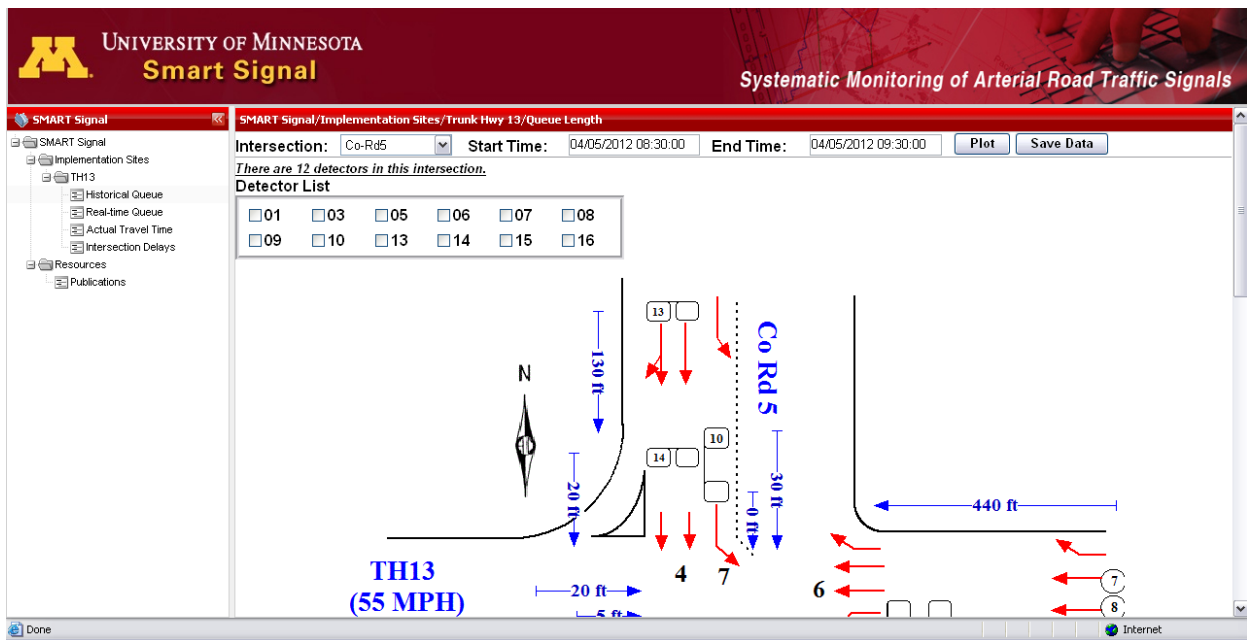 UNIVERSITY OF MINNESOTA
Smart Signal
Systematic Monitoring of Arterial Road Traffic Signals
SMART Signal
SMART Signal/Implementation Sites/Trunk Hwy 13/Queue Length
SMART Signal
Implementation Sites
TH13
Historical Queue
Real-time Queue
Actual Travel Time
Intersection Delays
Resources
Publications
Intersection: Co-Rd5 Start Time: 04/05/2012 08:30:00 End Time: 04/05/2012 09:30:00 Plot Save Data
There are 12 detectors in this intersection.
Detector List
01 03 05 06 07 08
09 10 13 14 15 16
13
130 ft
Co Rd 5
N
10
14
20 ft
30 ft
0 ft
440 ft
TH13
(55 MPH)
4
7
6
7
8
20 ft
5 ft
Done
Internet